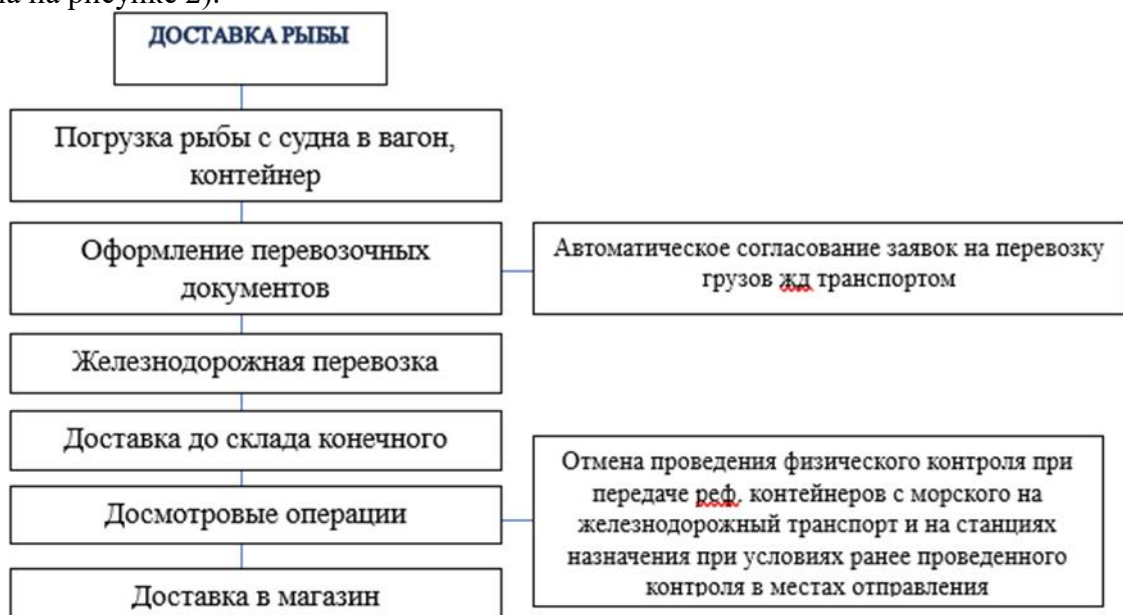 на рисунке 2).
ДОСТАВКА РЫБЫ
Погрузка рыбы с судна в вагон,
контейнер
Оформление перевозочных
документов
Автоматическое согласование заявок на перевозку
грузов жд транспортом
Железнодорожная перевозка
Доставка до склада конечного
Досмотровые операции
Отмена проведения физического контроля при
передаче реф. контейнеров с морского на
железнодорожный транспорт и на станциях
назначения при условиях ранее проведенного
контроля в местах отправления
Доставка в магазин